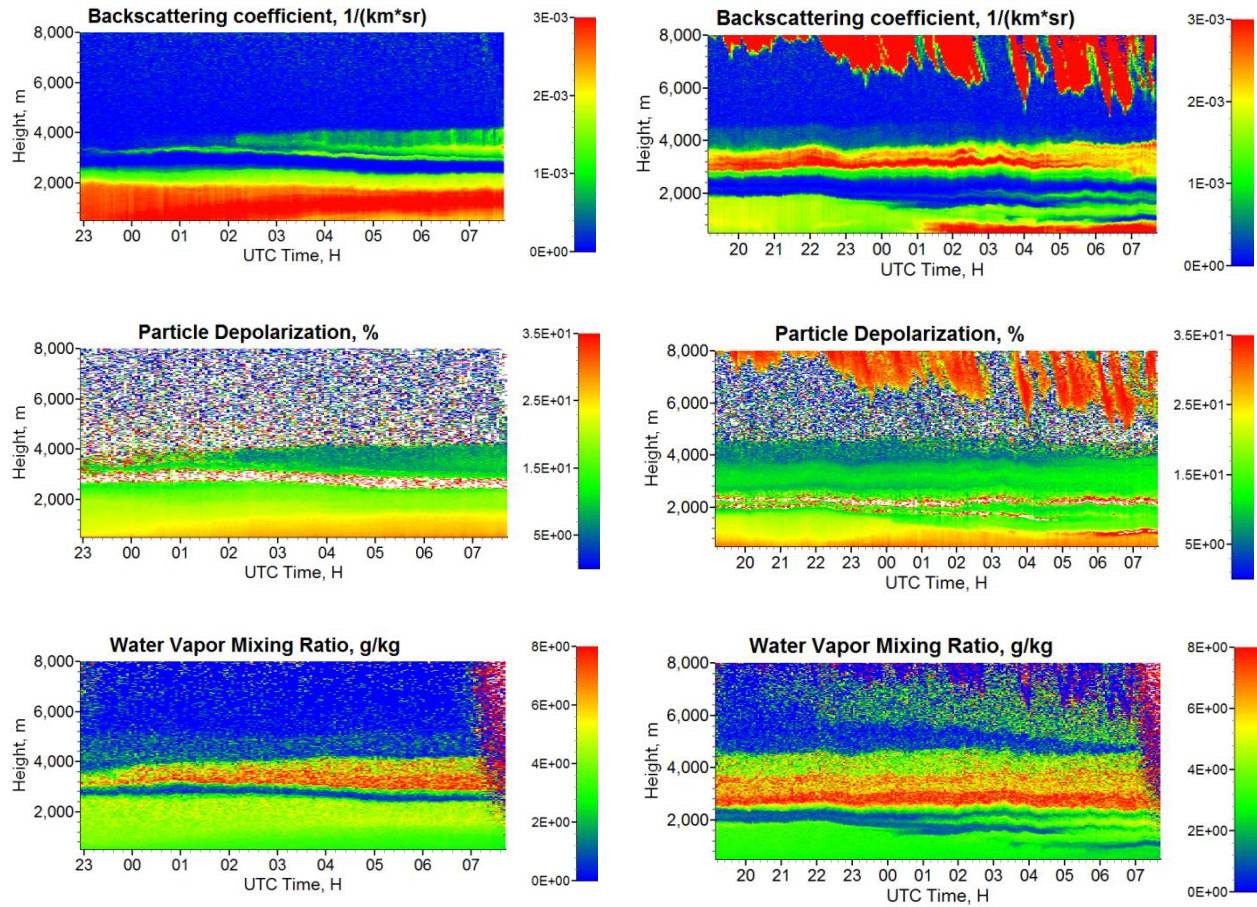 Backscattering coefficient, 1/(km*sr)
8,000
6,000
4,000
2,000
Height, m
23 00 01 02 03 04 05 06 07
UTC Time, H
3E-03
2E-03
1E-03
0E+00
Backscattering coefficient, 1/(km*sr)
8,000
6,000
4,000
2,000
Height, m
20 21 22 23 00 01 02 03 04 05 06 07
UTC Time, H
3E-03
2E-03
1E-03
0E+00
Particle Depolarization, %
8,000
6,000
4,000
2,000
Height, m
23 00 01 02 03 04 05 06 07
UTC Time, H
3.5E+01
2.5E+01
1.5E+01
5E+00
Particle Depolarization, %
8,000
6,000
4,000
2,000
Height, m
20 21 22 23 00 01 02 03 04 05 06 07
UTC Time, H
3.5E+01
2.5E+01
1.5E+01
5E+00
Water Vapor Mixing Ratio, g/kg
8,000
6,000
4,000
2,000
Height, m
23 00 01 02 03 04 05 06 07
UTC Time, H
8E+00
6E+00
4E+00
2E+00
0E+00
Water Vapor Mixing Ratio, g/kg
8,000
6,000
4,000
2,000
Height, m
20 21 22 23 00 01 02 03 04 05 06 07
UTC Time, H
8E+00
6E+00
4E+00
2E+00
0E+00